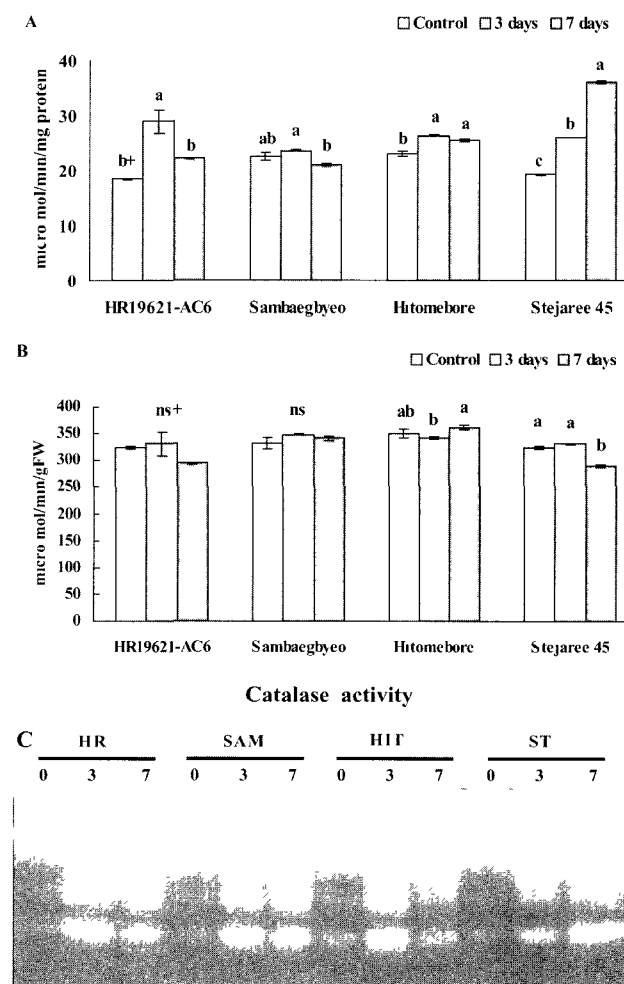 A
Control 3 days 7 days
micro mol/min/mg protein
40
30
20
10
0
b+ a b ab a b b a a c b a
HR19621-AC6 Sambaegbyeo Hitomebore Stejaree 45
B
Control 3 days 7 days
micro mol/min/gFW
400
350
300
250
200
150
100
50
0
ns+ ns ab b a a a b
HR19621-AC6 Sambaegbyeo Hitomebore Stejaree 45
Catalase activity
C
HR SAM HIT ST
0 3 7 0 3 7 0 3 7 0 3 7